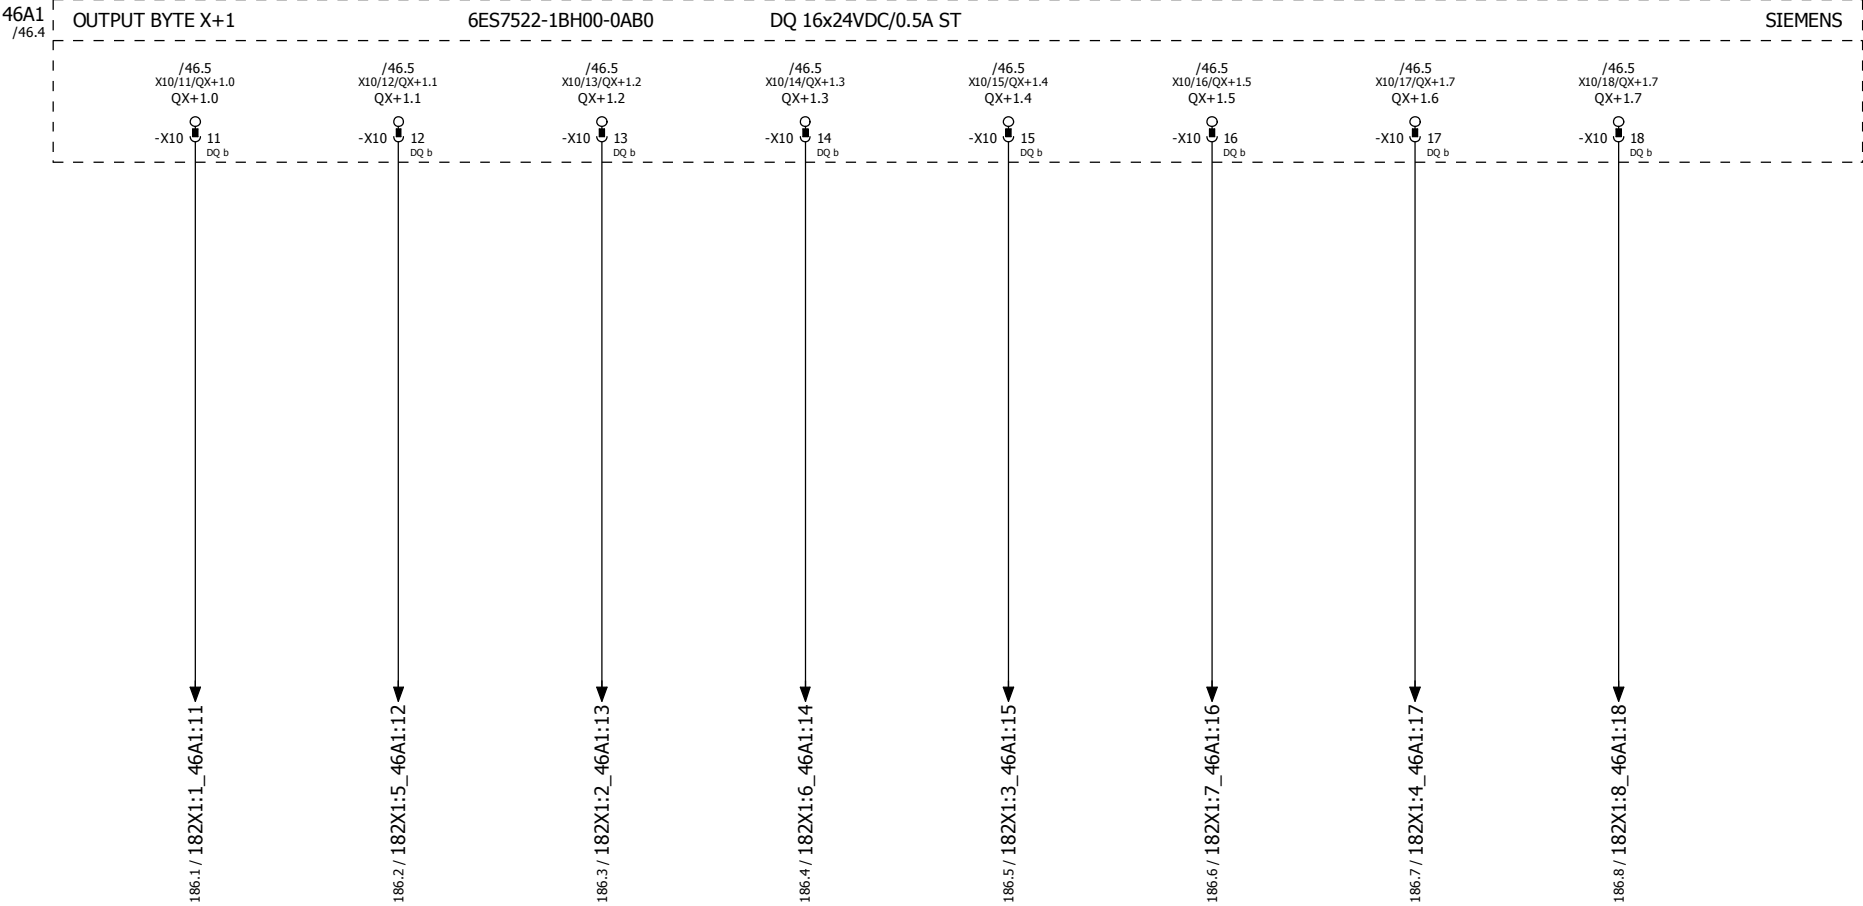 46A1
/46.4
OUTPUT BYTE X+1 6ES7522-1BH00-0AB0 DQ 16x24VDC/0.5A ST SIEMENS
/46.5 /46.5 /46.5 /46.5 /46.5 /46.5 /46.5 /46.5
X10/11/QX+1.0 X10/12/QX+1.1 X10/13/QX+1.2 X10/14/QX+1.3 X10/15/QX+1.4 X10/16/QX+1.5 X10/17/QX+1.7 X10/18/QX+1.7
QX+1.0 QX+1.1 QX+1.2 QX+1.3 QX+1.4 QX+1.5 QX+1.6 QX+1.7
-X10 11 -X10 12 -X10 13 -X10 14 -X10 15 -X10 16 -X10 17 -X10 18
DQ b DQ b DQ b DQ b DQ b DQ b DQ b DQ b
186.1 / 182X1:1_46A1:11
186.2 / 182X1:5_46A1:12
186.3 / 182X1:2_46A1:13
186.4 / 182X1:6_46A1:14
186.5 / 182X1:3_46A1:15
186.6 / 182X1:7_46A1:16
186.7 / 182X1:4_46A1:17
186.8 / 182X1:8_46A1:18